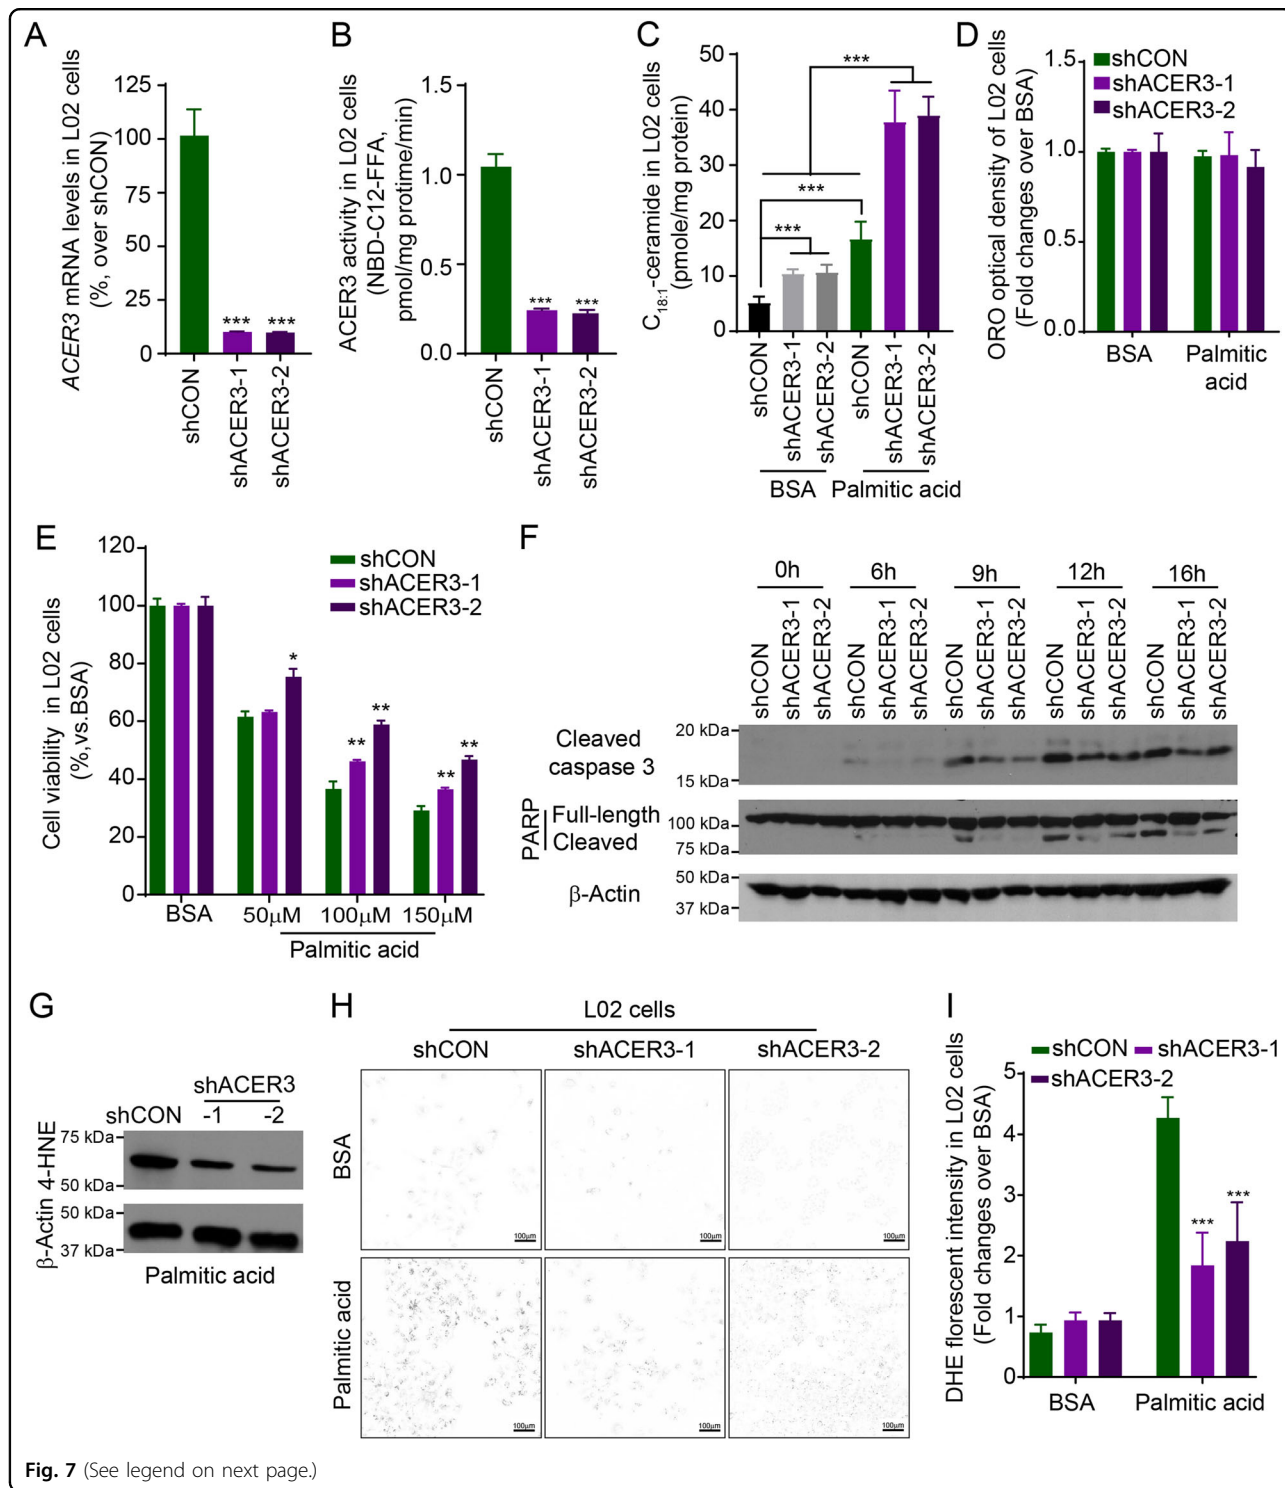 A
ACER3 mRNA levels in L02 cells
(%, over shCON)
125
100
75
50
25
0
***
***
shCON
shACER3-1
shACER3-2
B
ACER3 activity in L02 cells
(NBD-C12-FFA,
pmol/mg protime/min)
1.5
1.0
0.5
0.0
***
***
shCON
shACER3-1
shACER3-2
C
C18:1-ceramide in L02 cells
(pmole/mg protein)
50
40
30
20
10
0
***
***
***
shCON
shACER3-1
shACER3-2
shCON
shACER3-1
shACER3-2
BSA
Palmitic acid
D
ORO optical density of L02 cells
(Fold changes over BSA)
1.5
1.0
0.5
0.0
shCON
shACER3-1
shACER3-2
BSA
Palmitic
acid
E
Cell viability in L02 cells
(%,vs.BSA)
120
100
80
60
40
20
0
shCON
shACER3-1
shACER3-2
*
**
**
**
**
BSA
50μM
100μM
150μM
Palmitic acid
F
0h
6h
9h
12h
16h
shCON
shACER3-1
shACER3-2
shCON
shACER3-1
shACER3-2
shCON
shACER3-1
shACER3-2
shCON
shACER3-1
shACER3-2
shCON
shACER3-1
shACER3-2
Cleaved
caspase 3
20 kDa
15 kDa
PARP
Full-length
Cleaved
100 kDa
75 kDa
β-Actin
50 kDa
37 kDa
G
shACER3
shCON
-1
-2
4-HNE
75 kDa
50 kDa
β-Actin
50 kDa
37 kDa
Palmitic acid
H
L02 cells
shCON
shACER3-1
shACER3-2
BSA
100μm
100μm
100μm
Palmitic acid
100μm
100μm
100μm
I
DHE florescent intensity in L02 cells
(Fold changes over BSA)
shCON
shACER3-1
shACER3-2
5
4
3
2
1
0
***
***
BSA
Palmitic acid
Fig. 7 (See legend on next page.)